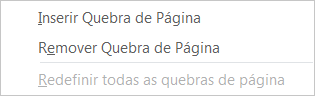 Inserir Quebra de Página
Remover Quebra de Página
Redefinir todas as quebras de página